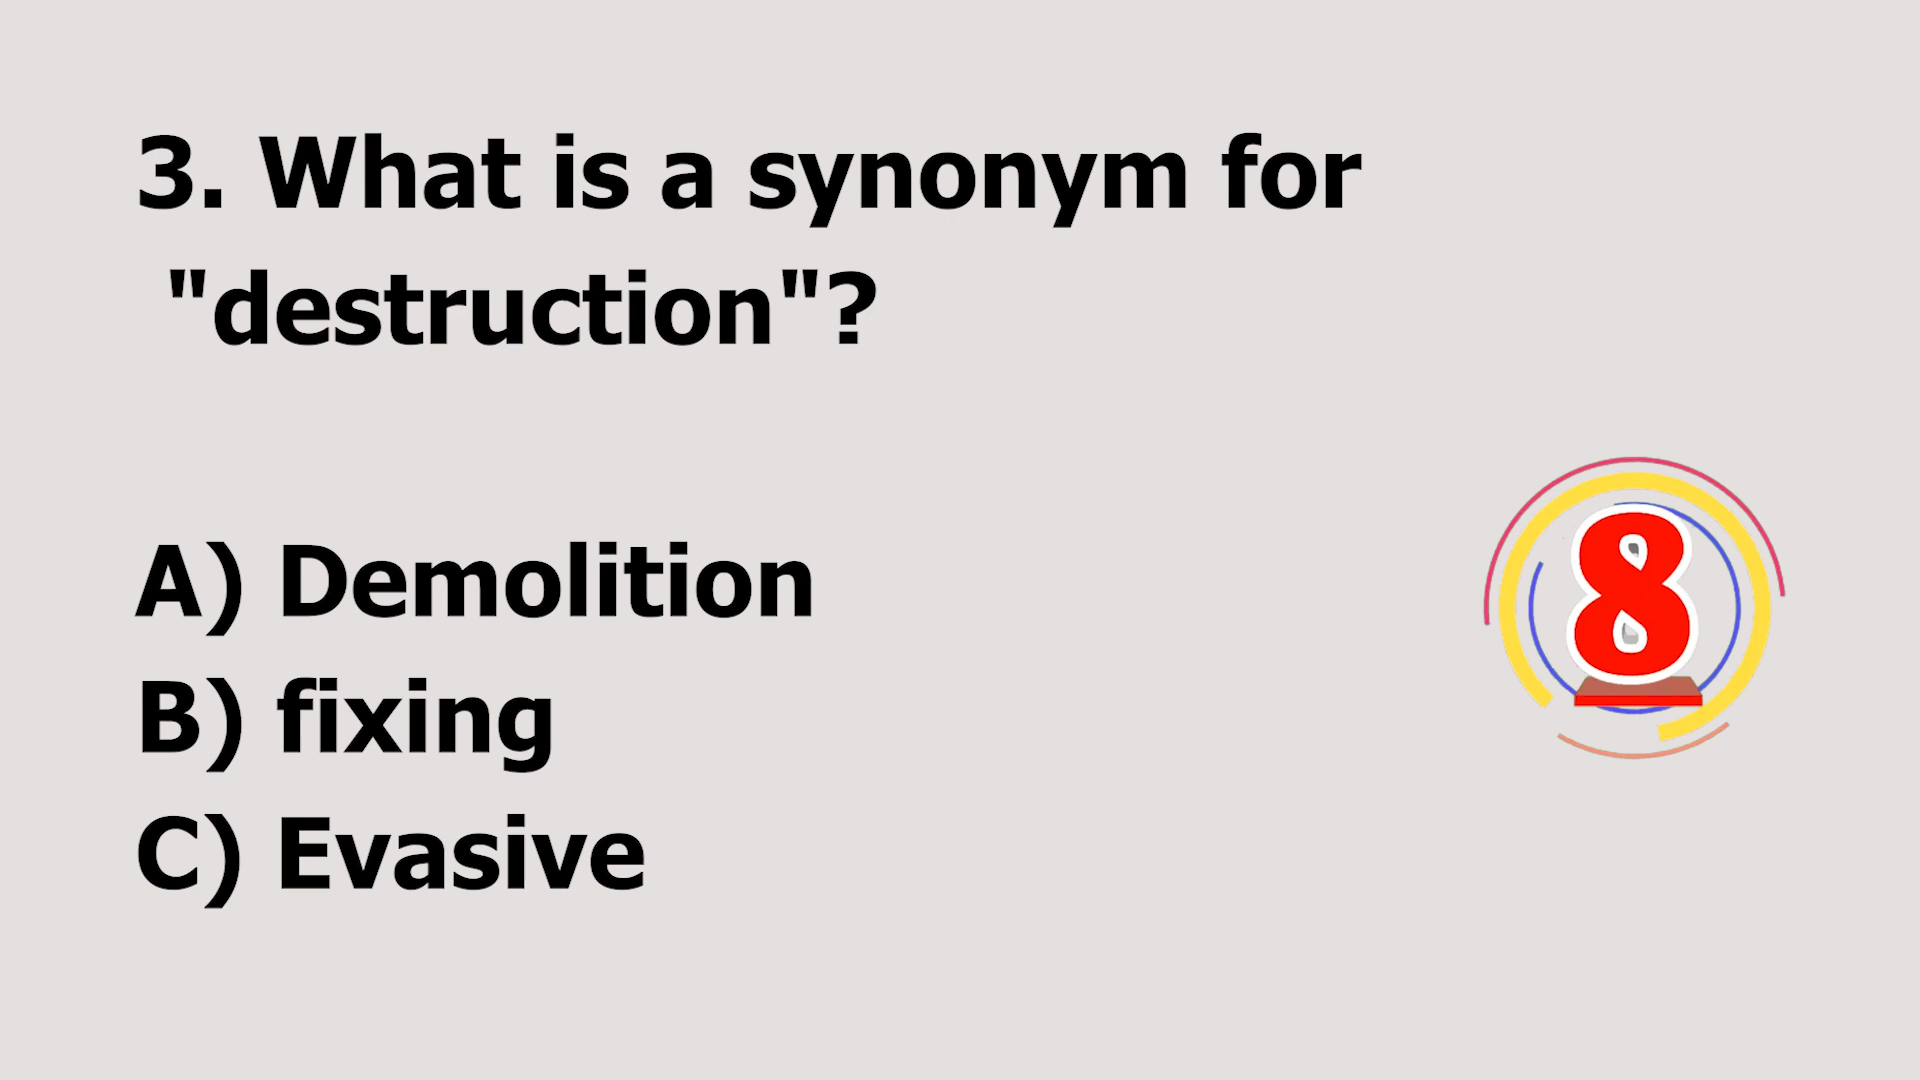 3. What is a synonym for
"destruction"?
A) Demolition
B) fixing
C) Evasive
8